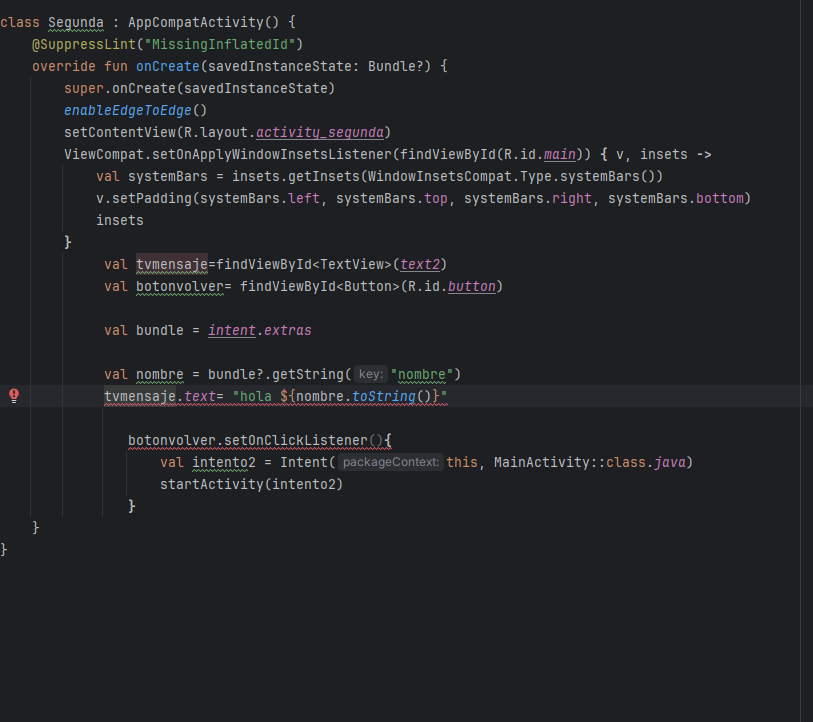 class Segunda : AppCompatActivity() {
    @SuppressLint("MissingInflatedId")
    override fun onCreate(savedInstanceState: Bundle?) {
        super.onCreate(savedInstanceState)
        enableEdgeToEdge()
        setContentView(R.layout.activity_segunda)
        ViewCompat.setOnApplyWindowInsetsListener(findViewById(R.id.main)) { v, insets ->
            val systemBars = insets.getInsets(WindowInsetsCompat.Type.systemBars())
            v.setPadding(systemBars.left, systemBars.top, systemBars.right, systemBars.bottom)
            insets
        }
             val tvmensaje=findViewById<TextView>(text2)
             val botonvolver= findViewById<Button>(R.id.button)
             val bundle = intent.extras
             val nombre = bundle?.getString( key: "nombre")
             tvmensaje.text= "hola ${nombre.toString()}"
                botonvolver.setOnClickListener(){
                    val intento2 = Intent( packageContext: this, MainActivity::class.java)
                    startActivity(intento2)
                }
    }
}